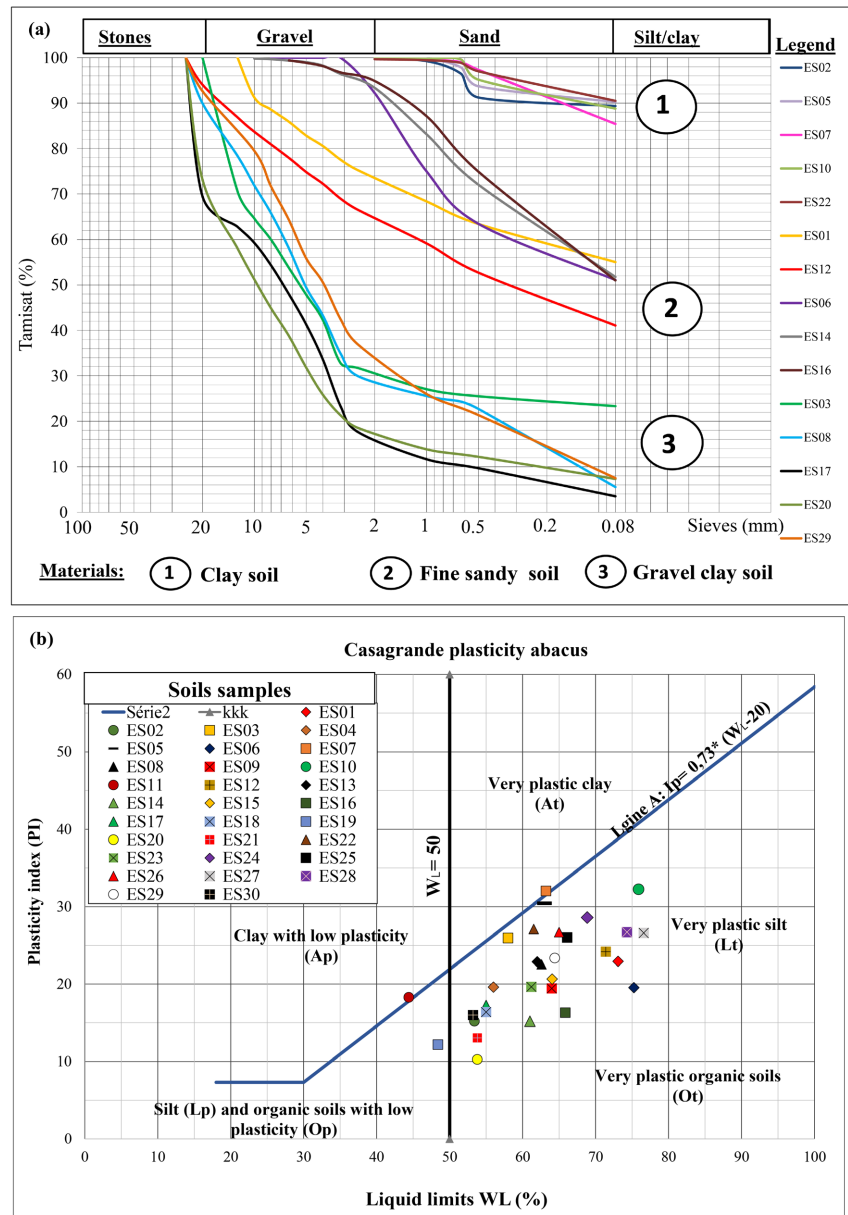 (a)
Stones Gravel Sand Silt/clay
Legend
ES02
ES05
ES07
ES10
ES22
ES01
ES12
ES06
ES14
ES16
ES03
ES08
ES17
ES20
ES29
Tamisat (%)
100
90
80
70
60
50
40
30
20
10
0
1
2
3
100 50 20 10 5 2 1 0.5 0.2 0.08 Sieves (mm)
Materials: 1 Clay soil 2 Fine sandy soil 3 Gravel clay soil
(b)
Casagrande plasticity abacus
Soils samples
Série2 kkk ES01
ES02 ES03 ES04
ES05 ES06 ES07
ES08 ES09 ES10
ES11 ES12 ES13
ES14 ES15 ES16
ES17 ES18 ES19
ES20 ES21 ES22
ES23 ES24 ES25
ES26 ES27 ES28
ES29 ES30
Plasticity index (PI)
60
50
40
30
20
10
0
Very plastic clay
(At)
Lgine A: Ip= 0,73* (WL-20)
WL= 50
Clay with low plasticity
(Ap)
Very plastic silt
(Lt)
Very plastic organic soils
(Ot)
Silt (Lp) and organic soils with low
plasticity (Op)
0 10 20 30 40 50 60 70 80 90 100
Liquid limits WL (%)